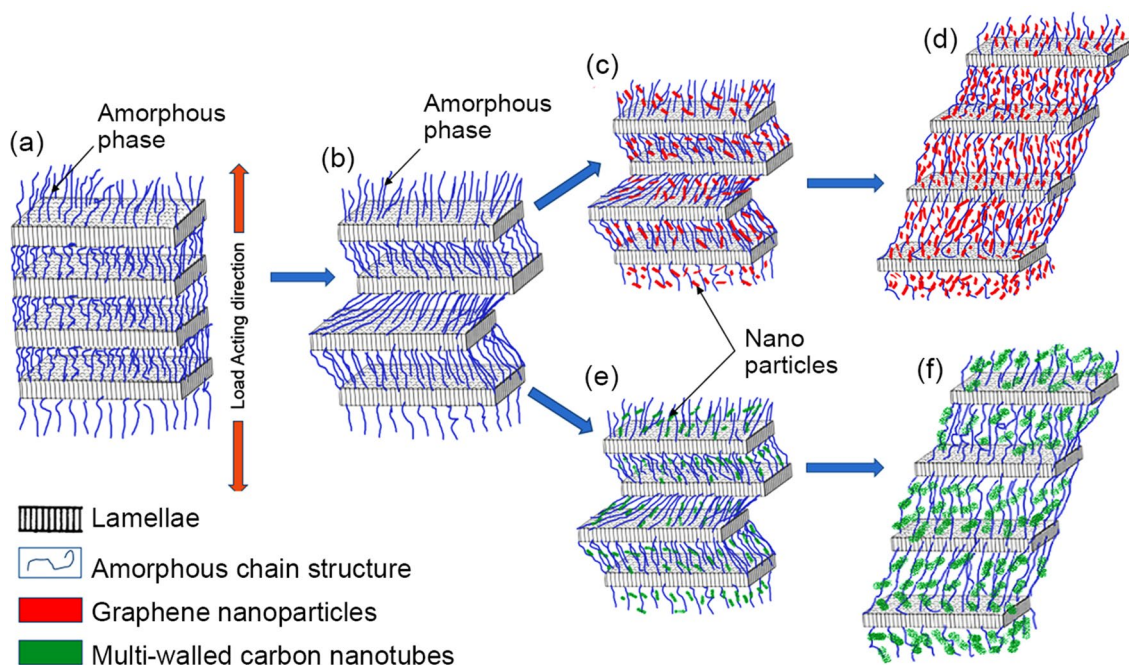 (a)
Amorphous
phase
Load Acting direction
(b)
Amorphous
phase
(c)
(d)
Nano
particles
(e)
(f)
Lamellae
Amorphous chain structure
Graphene nanoparticles
Multi-walled carbon nanotubes